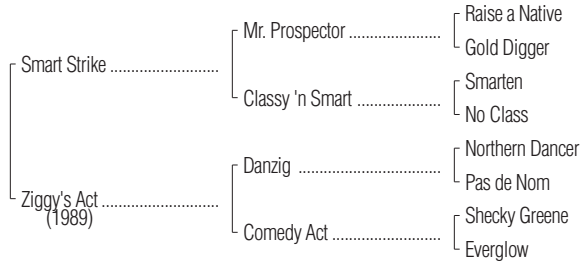 Raise a Native
Mr. Prospector ....................
Gold Digger
Smart Strike ........................
Smarten
Classy 'n Smart ..................
No Class
Northern Dancer
Danzig ................................
Pas de Nom
Ziggy's Act ..........................
(1989)
Shecky Greene
Comedy Act ........................
Everglow